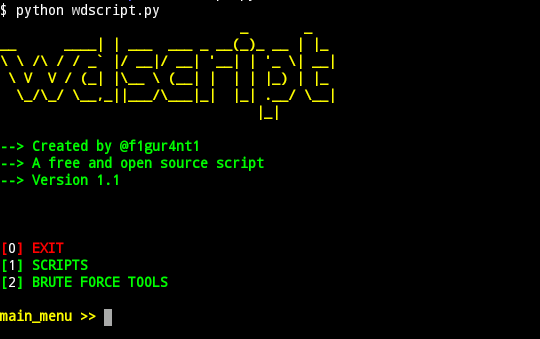 $ python wdscript.py
wdscript
--> Created by @f1gur4nt1
--> A free and open source script
--> Version 1.1
[0] EXIT
[1] SCRIPTS
[2] BRUTE FORCE TOOLS
main_menu >>